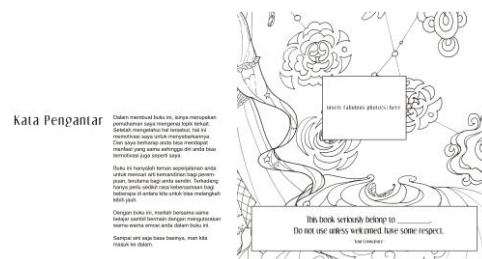 Kata Pengantar
Dalam membuat buku ini, isinya merupakan
pemahaman saya mengenai topik terkait.
Setelah mengetahui hal tersebut, hal ini
memotivasi saya untuk menyebarkannya.
Dan saya berharap anda bisa mendapat
manfaat yang sama sehingga diri anda bisa
termotivasi juga seperti saya.
Buku ini hanyalah teman seperjalanan anda
untuk mencari arti kemandirian bagi perem-
puan, terutama bagi anda sendiri. Terkadang
hanya perlu sedikit rasa kebersamaan bagi
beberapa di antara kita untuk bisa melangkah
lebih jauh.
Dengan buku ini, marilah bersama-sama
belajar sambil bermain dengan mengutarakan
warna-warna emosi anda dalam buku ini.
Sampai sini saja basa basinya, mari kita
masuk ke dalam.
insert fabulous photo(s) here
This book seriously belong to ________.
Do not use unless welcomed, have some respect.